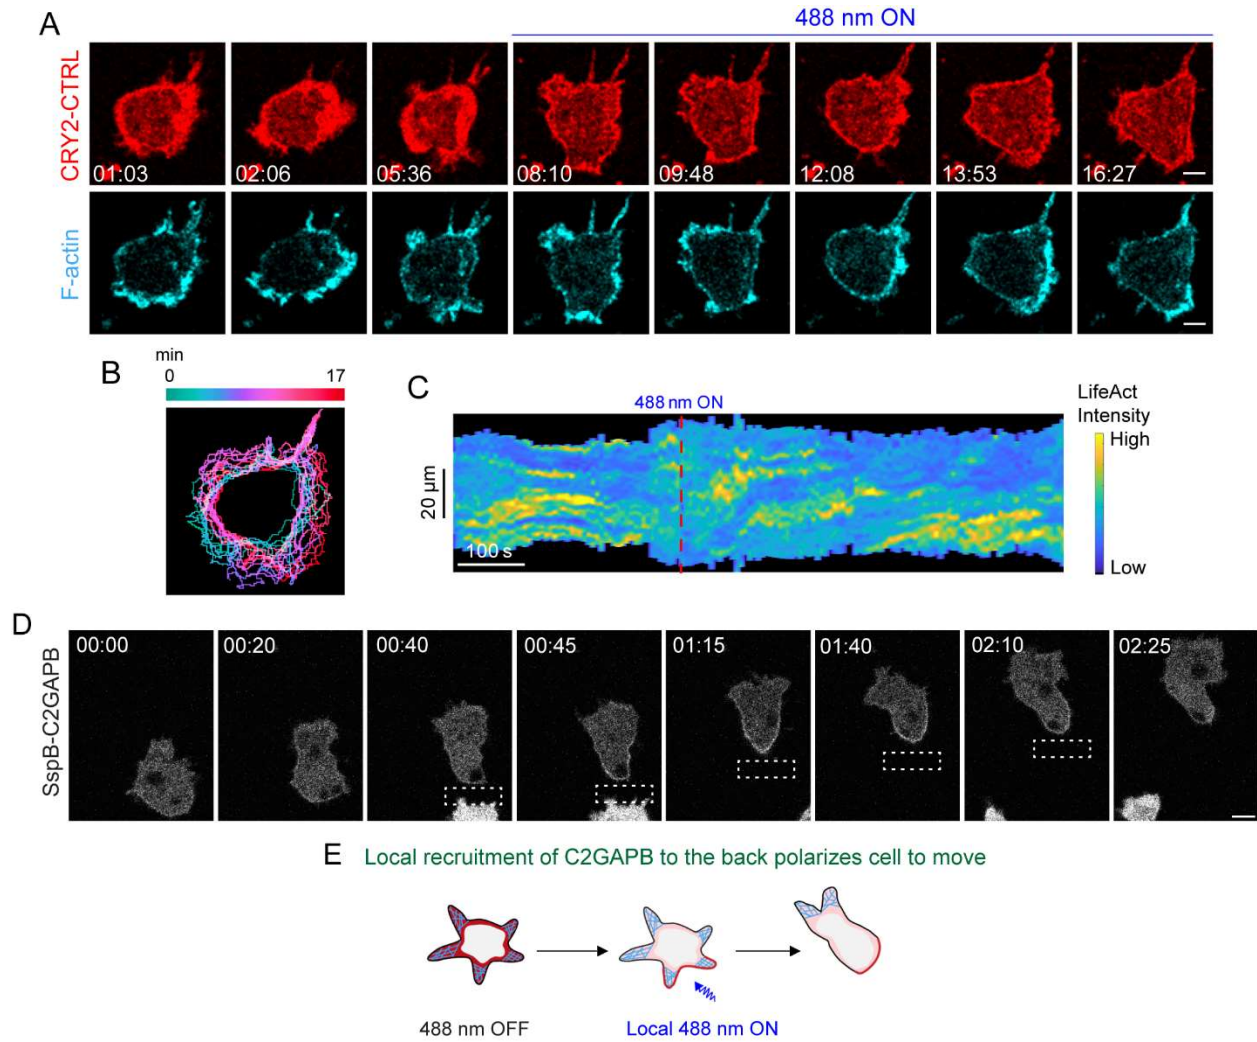 A
488 nm ON
CRY2-CTRL
01:03
02:06
05:36
08:10
09:48
12:08
13:53
16:27
F-actin
B
min
0
17
C
488 nm ON
20 µm
100 s
LifeAct
Intensity
High
Low
D
SspB-C2GAPB
00:00
00:20
00:40
00:45
01:15
01:40
02:10
02:25
E
Local recruitment of C2GAPB to the back polarizes cell to move
488 nm OFF
Local 488 nm ON